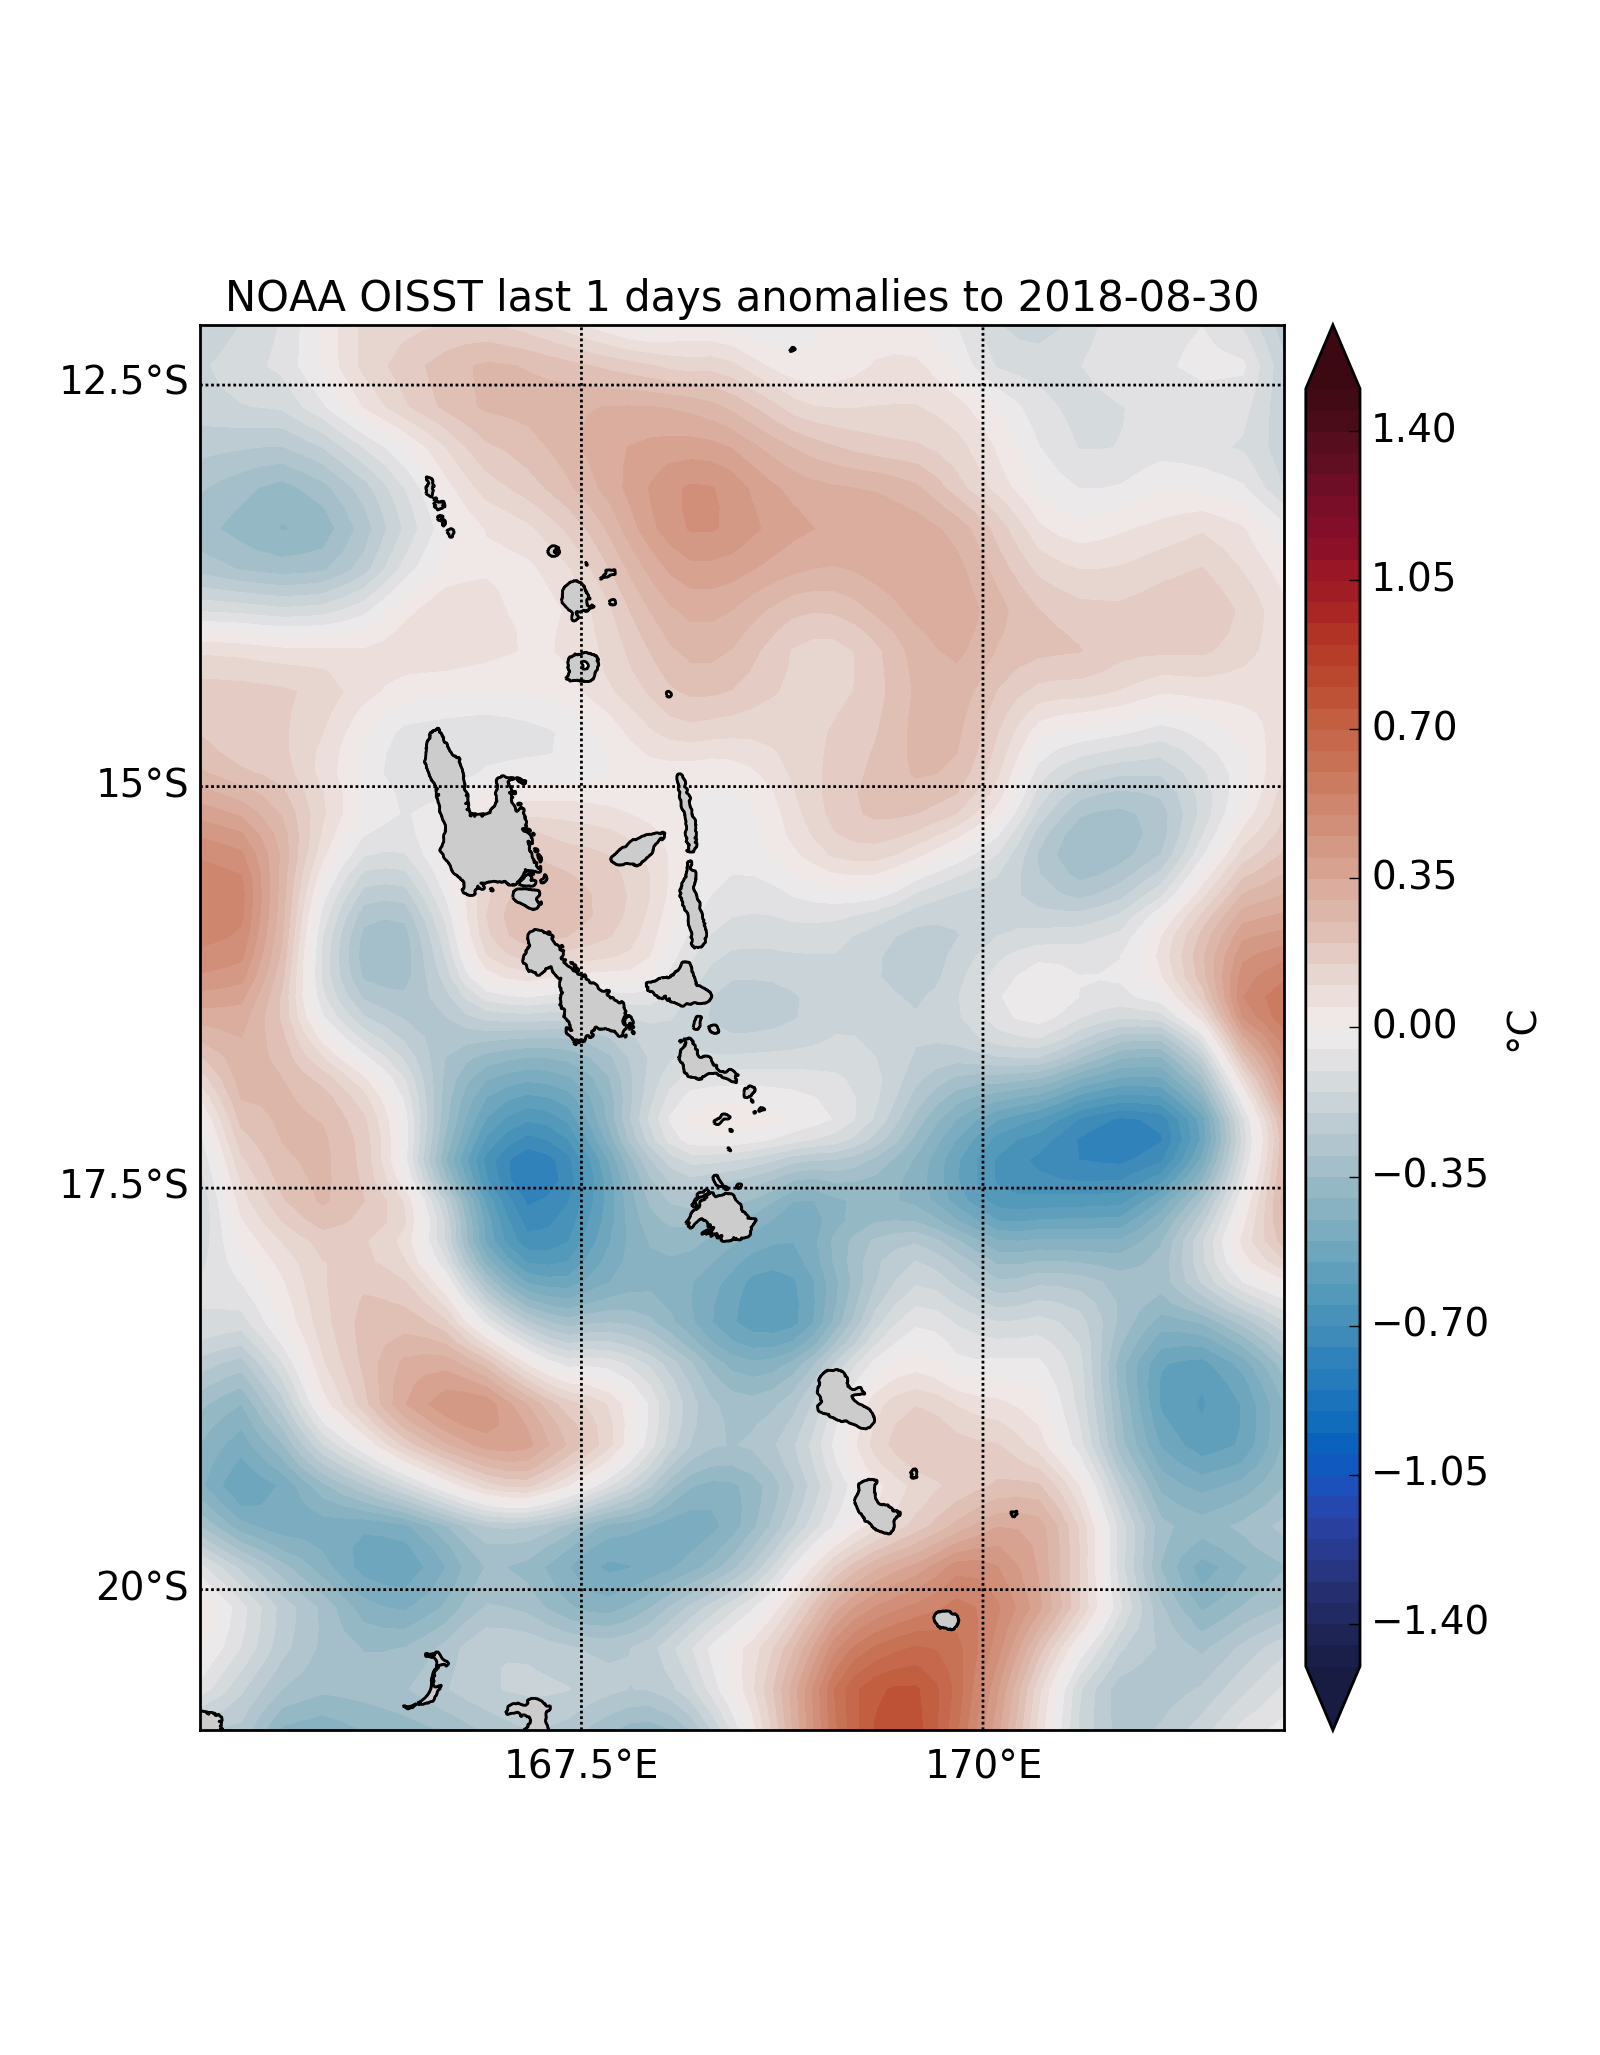 NOAA OISST last 1 days anomalies to 2018-08-30
12.5°S
15°S
17.5°S
20°S
167.5°E
170°E
1.40
1.05
0.70
0.35
0.00
−0.35
−0.70
−1.05
−1.40
°C